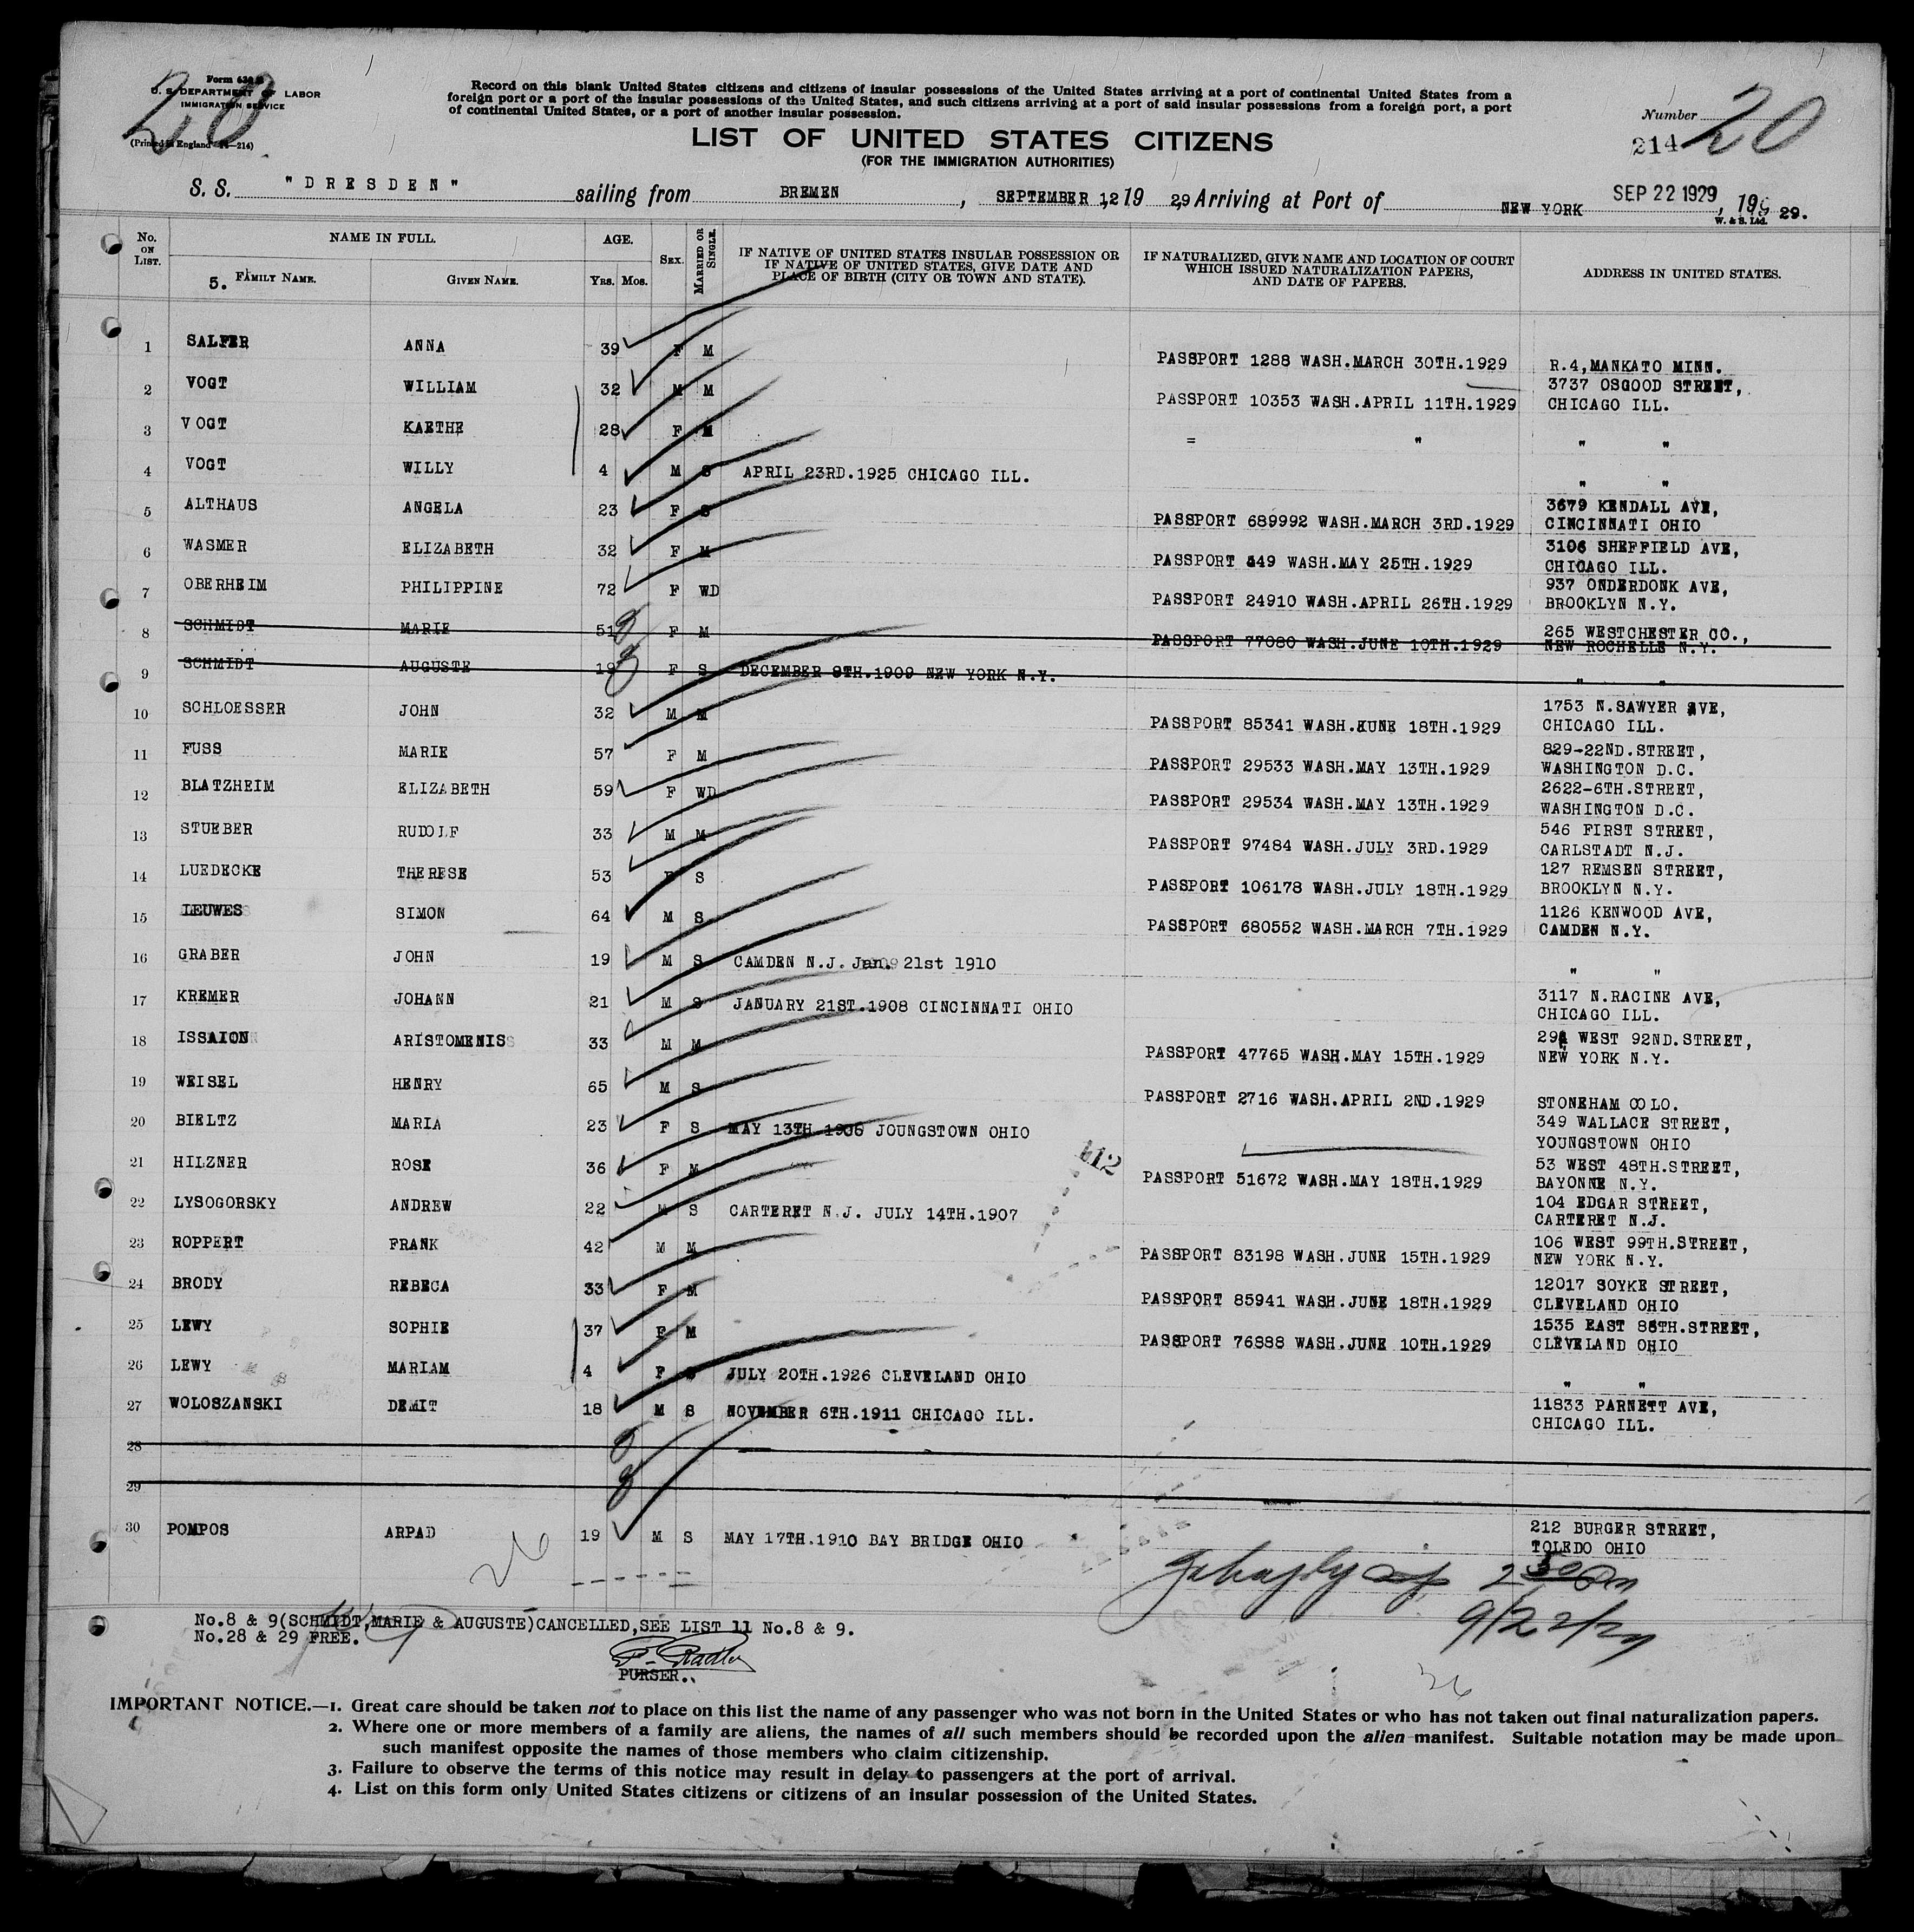 Form 630 B
U. S. DEPARTMENT OF LABOR
IMMIGRATION SERVICE
(Printed in England —214)
20
Record on this blank United States citizens and citizens of insular possessions of the United States arriving at a port of continental United States from a
foreign port or a port of the insular possessions of the United States, and such citizens arriving at a port of said insular possessions from a foreign port, a port
of continental United States, or a port of another insular possession.
LIST OF UNITED STATES CITIZENS
(FOR THE IMMIGRATION AUTHORITIES)
Number 20
214
S. S. "DRESDEN" sailing from BREMEN, SEPTEMBER 12, 19 29, Arriving at Port of NEW YORK SEP 22 1929, 19 29.
W. & S. Ltd.
No. ON LIST. NAME IN FULL. AGE. SEX. MARRIED OR SINGLE. IF NATIVE OF UNITED STATES INSULAR POSSESSION OR IF NATIVE OF UNITED STATES, GIVE DATE AND PLACE OF BIRTH (CITY OR TOWN AND STATE). IF NATURALIZED, GIVE NAME AND LOCATION OF COURT WHICH ISSUED NATURALIZATION PAPERS, AND DATE OF PAPERS. ADDRESS IN UNITED STATES.
5. FAMILY NAME. GIVEN NAME. YRS. MOS.
1 SALFER ANNA 39 F M PASSPORT 1288 WASH.MARCH 30TH.1929 R.4,MANKATO MINN.
2 VOGT WILLIAM 32 M M PASSPORT 10353 WASH.APRIL 11TH.1929 3737 OSGOOD STREET, CHICAGO ILL.
3 VOGT KAETHE 28 F M = " " "
4 VOGT WILLY 4 M S APRIL 23RD.1925 CHICAGO ILL. " "
5 ALTHAUS ANGELA 23 F S PASSPORT 689992 WASH.MARCH 3RD.1929 3679 KENDALL AVE, CINCINNATI OHIO
6 WASMER ELIZABETH 32 F M PASSPORT 549 WASH.MAY 25TH.1929 3106 SHEFFIELD AVE, CHICAGO ILL.
7 OBERHEIM PHILIPPINE 72 F WD PASSPORT 24910 WASH.APRIL 26TH.1929 937 ONDERDONK AVE, BROOKLYN N.Y.
8 SCHMIDT MARIE 51 F M PASSPORT 77080 WASH.JUNE 10TH.1929 265 WESTCHESTER CO., NEW ROCHELLE N.Y.
9 SCHMIDT AUGUSTE 19 F S DECEMBER 8TH.1909 NEW YORK N.Y. " "
10 SCHLOESSER JOHN 32 M M PASSPORT 85341 WASH.JUNE 18TH.1929 1753 N.SAWYER AVE, CHICAGO ILL.
11 FUSS MARIE 57 F M PASSPORT 29533 WASH.MAY 13TH.1929 829-22ND.STREET, WASHINGTON D.C.
12 BLATZHEIM ELIZABETH 59 F WD PASSPORT 29534 WASH.MAY 13TH.1929 2622-6TH.STREET, WASHINGTON D.C.
13 STUEBER RUDOLF 33 M M PASSPORT 97484 WASH.JULY 3RD.1929 546 FIRST STREET, CARLSTADT N.J.
14 LUEDECKE THERESE 53 F S PASSPORT 106178 WASH.JULY 18TH.1929 127 REMSEN STREET, BROOKLYN N.Y.
15 LEUWES SIMON 64 M S PASSPORT 680552 WASH.MARCH 7TH.1929 1126 KENWOOD AVE, CAMDEN N.Y.
16 GRABER JOHN 19 M S CAMDEN N.J. Jan. 21st 1910 " "
17 KREMER JOHANN 21 M S JANUARY 21ST.1908 CINCINNATI OHIO 3117 N.RACINE AVE, CHICAGO ILL.
18 ISSAION ARISTOMENIS 33 M M PASSPORT 47765 WASH.MAY 15TH.1929 WEST 92ND.STREET, NEW YORK N.Y.
19 WEISEL HENRY 65 M S PASSPORT 2716 WASH.APRIL 2ND.1929 STONEHAM COLO.
20 BIELTZ MARIA 23 F S MAY 13TH.1906 JOUNGSTOWN OHIO 349 WALLACE STREET, YOUNGSTOWN OHIO
21 HILZNER ROSE 36 F M PASSPORT 51672 WASH.MAY 18TH.1929 53 WEST 48TH.STREET, BAYONNE N.Y.
22 LYSOGORSKY ANDREW 22 M S CARTERET N.J. JULY 14TH.1907 104 EDGAR STREET, CARTERET N.J.
23 ROPPERT FRANK 42 M M PASSPORT 83198 WASH.JUNE 15TH.1929 106 WEST 99TH.STREET, NEW YORK N.Y.
24 BRODY REBECA 33 F M PASSPORT 85941 WASH.JUNE 18TH.1929 12017 SOYKE STREET, CLEVELAND OHIO
25 LEWY SOPHIE 37 F M PASSPORT 76888 WASH.JUNE 10TH.1929 1535 EAST STREET, CLEVELAND OHIO
26 LEWY MARIAM 4 F S JULY 20TH.1926 CLEVELAND OHIO " "
27 WOLOSZANSKI DEMIT 18 M S NOVEMBER 6TH.1911 CHICAGO ILL. 11833 PARNETT AVE, CHICAGO ILL.
28
29
30 POMPOS ARPAD 19 M S MAY 17TH.1910 BAY BRIDGE OHIO 212 BURGER STREET, TOLEDO OHIO
26
2 50 Pm
9/22/29
No.8 & 9(SCHMIDT,MARIE & AUGUSTE)CANCELLED,SEE LIST 11 No.8 & 9.
No.28 & 29 FREE.
PURSER.
26
IMPORTANT NOTICE.—1. Great care should be taken not to place on this list the name of any passenger who was not born in the United States or who has not taken out final naturalization papers.
2. Where one or more members of a family are aliens, the names of all such members should be recorded upon the alien manifest. Suitable notation may be made upon
such manifest opposite the names of those members who claim citizenship.
3. Failure to observe the terms of this notice may result in delay to passengers at the port of arrival.
4. List on this form only United States citizens or citizens of an insular possession of the United States.